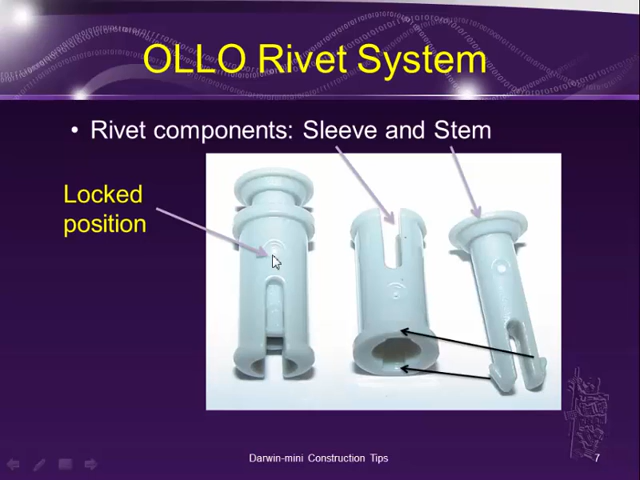 OLLO Rivet System
• Rivet components: Sleeve and Stem
Locked
position
Darwin-mini Construction Tips
7